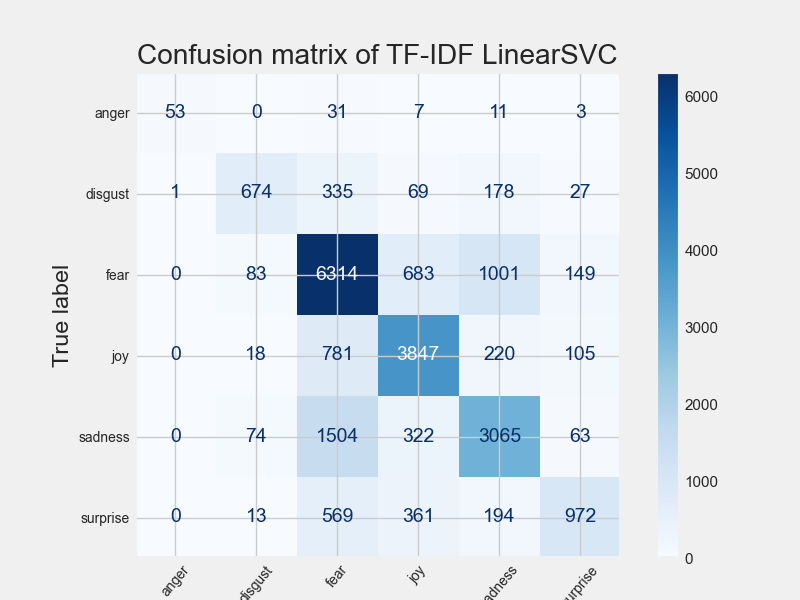 Confusion matrix of TF-IDF LinearSVC
True label
anger 53 0 31 7 11 3
disgust 1 674 335 69 178 27
fear 0 83 6314 683 1001 149
joy 0 18 781 3847 220 105
sadness 0 74 1504 322 3065 63
surprise 0 13 569 361 194 972
anger disgust fear joy adness urprise
6000
5000
4000
3000
2000
1000
0